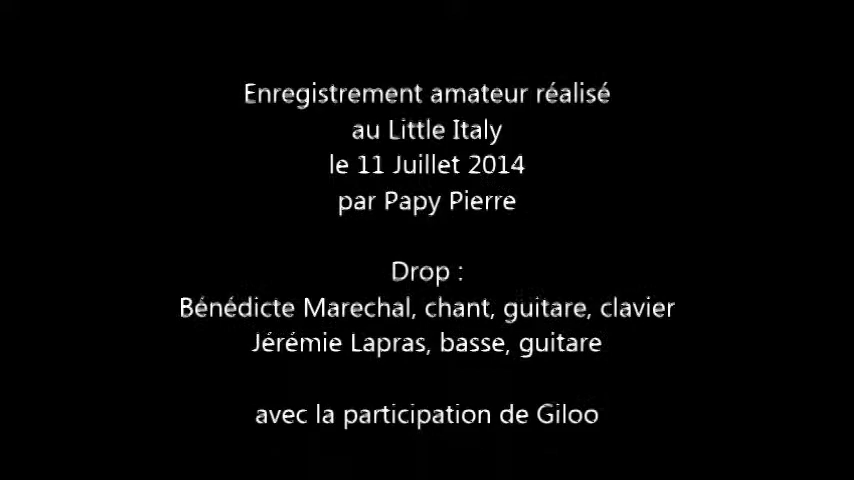 Enregistrement amateur réalisé
au Little Italy
le 11 Juillet 2014
par Papy Pierre
Drop :
Bénédicte Marechal, chant, guitare, clavier
Jérémie Lapras, basse, guitare
avec la participation de Giloo